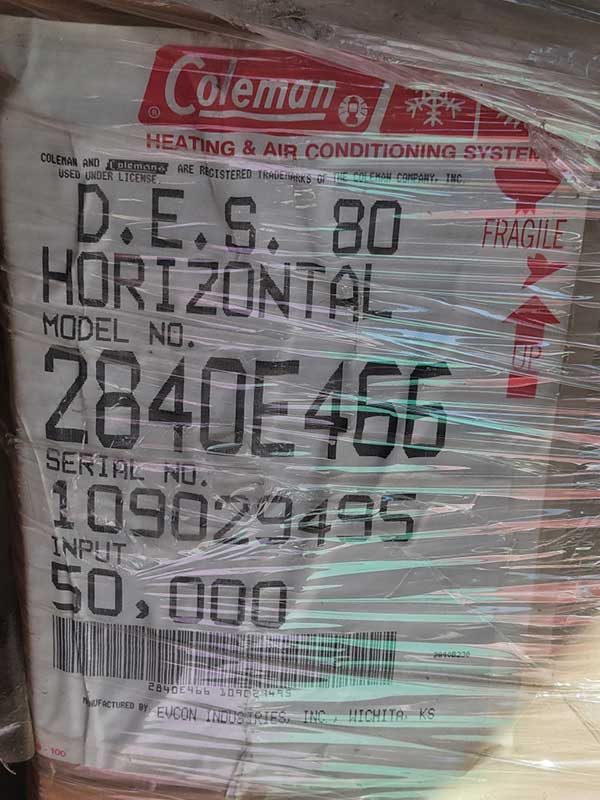 Coleman
HEATING & AIR CONDITIONING SYSTEM
COLEMAN AND Coleman ARE REGISTERED TRADEMARKS OF THE COLEMAN COMPANY, INC
USED UNDER LICENSE.
D.E.S. 80
FRAGILE
HORIZONTAL
MODEL NO.
UP
2840E466
SERIAL NO.
109029495
INPUT
50,000
2840E466 109029495
MANUFACTURED BY EVCON INDUSTRIES, INC., WICHITA, KS
- 100